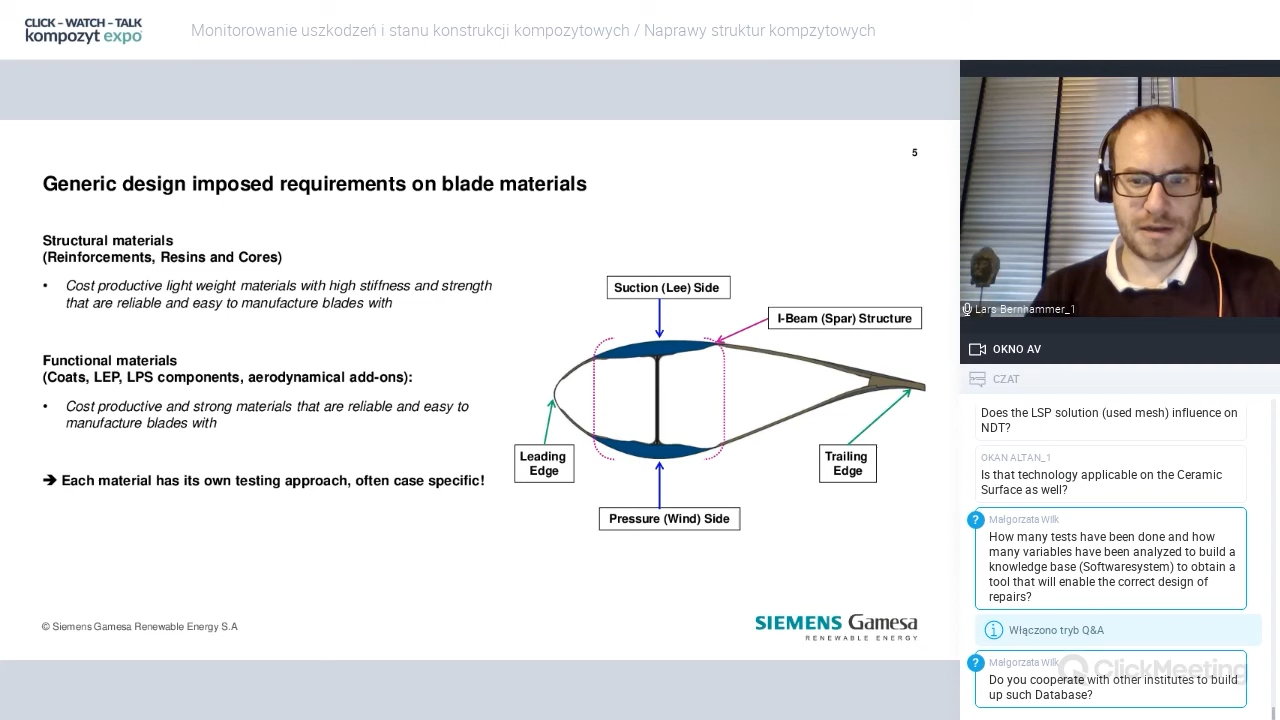 CLICK – WATCH – TALK
kompozyt expo
Monitorowanie uszkodzeń i stanu konstrukcji kompozytowych / Naprawy struktur kompzytowych
5
Generic design imposed requirements on blade materials
Structural materials
(Reinforcements, Resins and Cores)
• Cost productive light weight materials with high stiffness and strength
that are reliable and easy to manufacture blades with
Functional materials
(Coats, LEP, LPS components, aerodynamical add-ons):
• Cost productive and strong materials that are reliable and easy to
manufacture blades with
➔ Each material has its own testing approach, often case specific!
Suction (Lee) Side
I-Beam (Spar) Structure
Leading
Edge
Trailing
Edge
Pressure (Wind) Side
© Siemens Gamesa Renewable Energy S.A
SIEMENS Gamesa
RENEWABLE ENERGY
Lars Bernhammer_1
OKNO AV
CZAT
Does the LSP solution (used mesh) influence on
NDT?
OKAN ALTAN_1
Is that technology applicable on the Ceramic
Surface as well?
?
Małgorzata Wilk
How many tests have been done and how
many variables have been analyzed to build a
knowledge base (Softwaresystem) to obtain a
tool that will enable the correct design of
repairs?
Włączono tryb Q&A
?
Małgorzata Wilk
Do you cooperate with other institutes to build
up such Database?
ClickMeeting